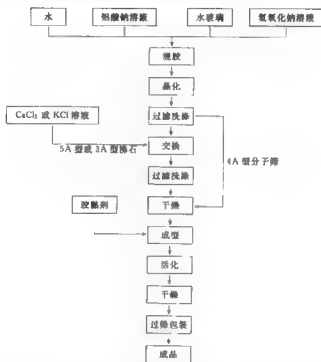 水 铝酸钠溶液 水玻璃 氢氧化钠溶液
混胶
晶化
过滤洗涤
CaCl₂ 或 KCl 溶液
5A 型或 3A 型沸石
交换
4A 型分子筛
过滤洗涤
胶黏剂
干燥
成型
活化
干燥
过筛包装
成品